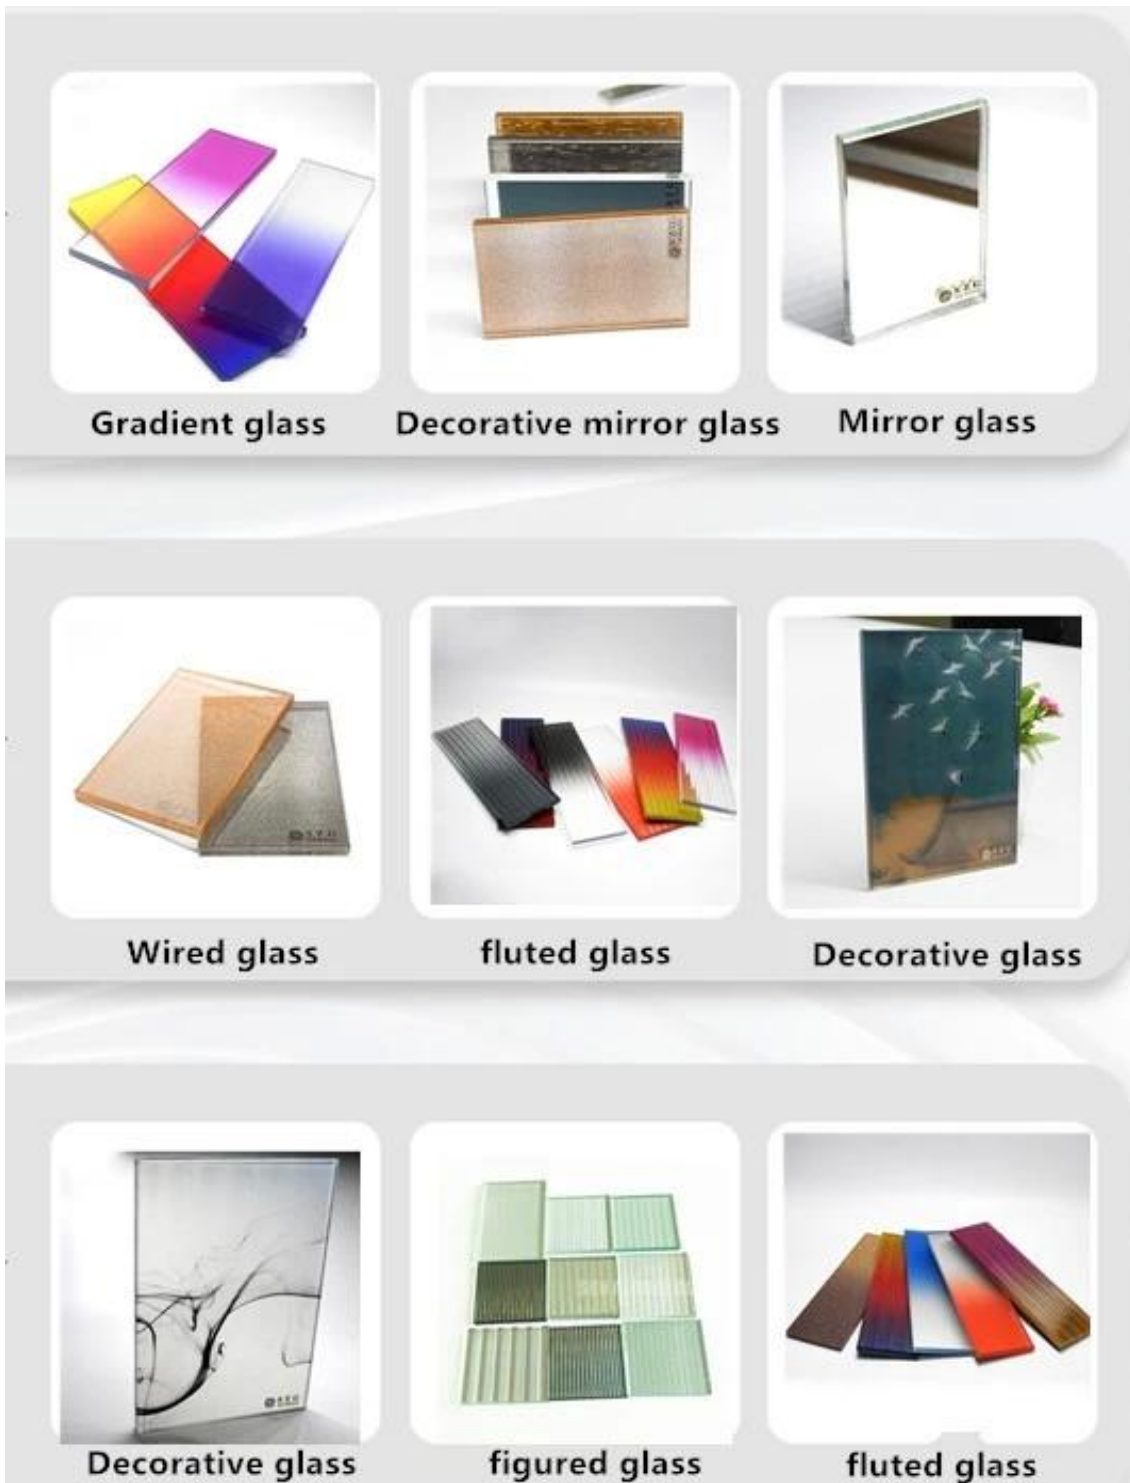 Gradient glass
Decorative mirror glass
Mirror glass
Wired glass
fluted glass
Decorative glass
Decorative glass
figured glass
fluted glass